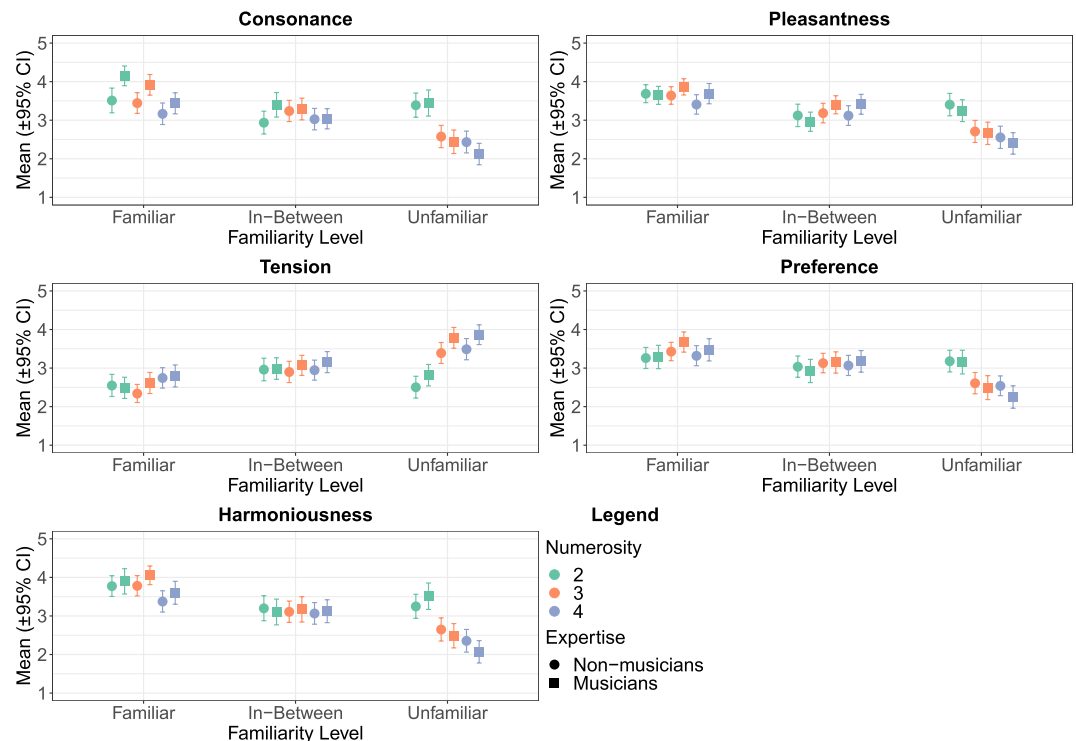 Consonance
Mean (±95% CI)
5
4
3
2
1
Familiar In−Between Unfamiliar
Familiarity Level
Pleasantness
Mean (±95% CI)
5
4
3
2
1
Familiar In−Between Unfamiliar
Familiarity Level
Tension
Mean (±95% CI)
5
4
3
2
1
Familiar In−Between Unfamiliar
Familiarity Level
Preference
Mean (±95% CI)
5
4
3
2
1
Familiar In−Between Unfamiliar
Familiarity Level
Harmoniousness
Mean (±95% CI)
5
4
3
2
1
Familiar In−Between Unfamiliar
Familiarity Level
Legend
Numerosity
2
3
4
Expertise
Non−musicians
Musicians